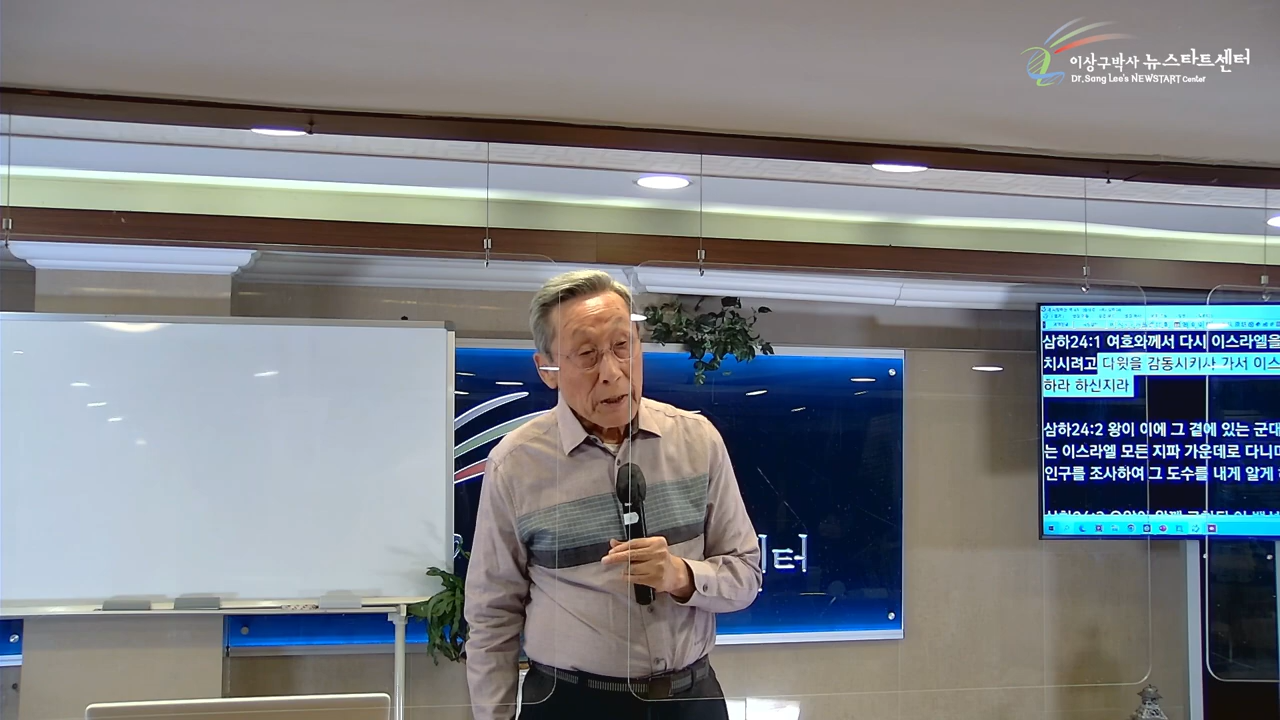 이상구박사 뉴스타트센터
Dr. Sang Lee's NEWSTART Center
삼하24:1 여호와께서 다시 이스라엘을
치시려고 다윗을 감동시키사 가서 이스
하라 하신지라
삼하24:2 왕이 이에 그 곁에 있는 군대
는 이스라엘 모든 지파 가운데로 다니며
인구를 조사하여 그 도수를 내게 알게
터